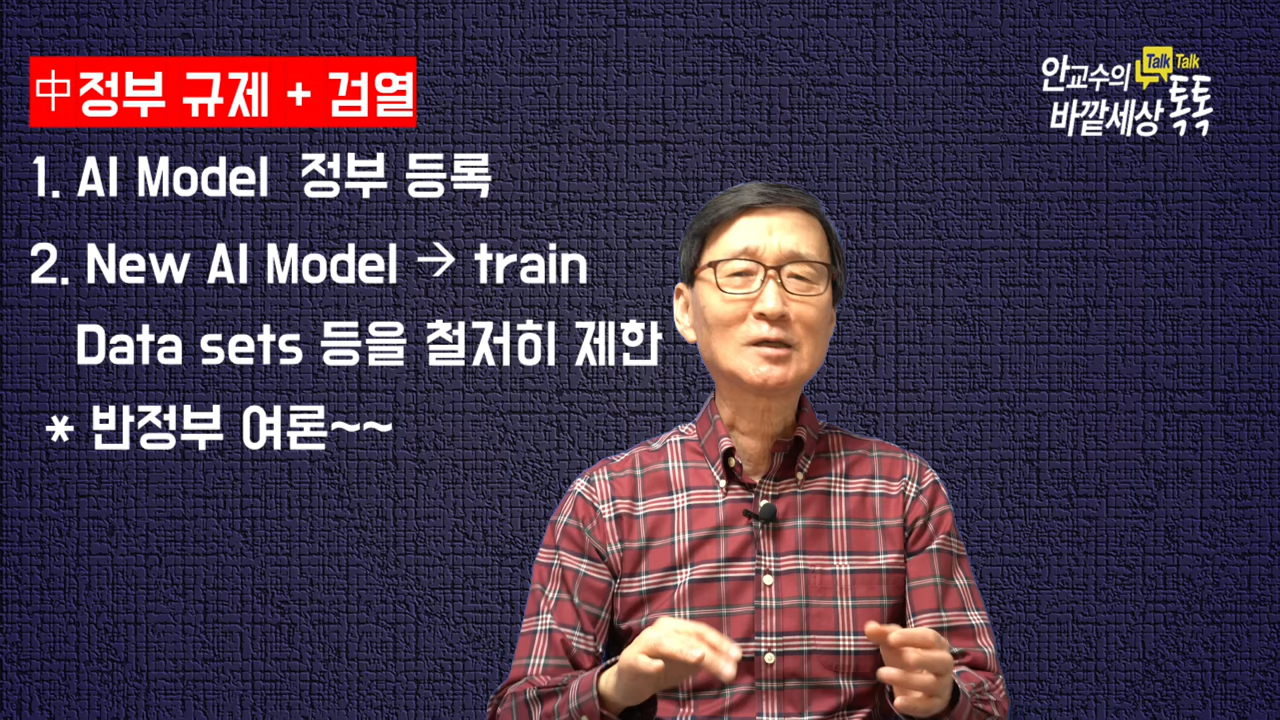 中정부 규제 + 검열
1. AI Model 정부 등록
2. New AI Model → train
Data sets 등을 철저히 제한
* 반정부 여론~~
안교수의 Talk Talk
바깥세상 톡톡